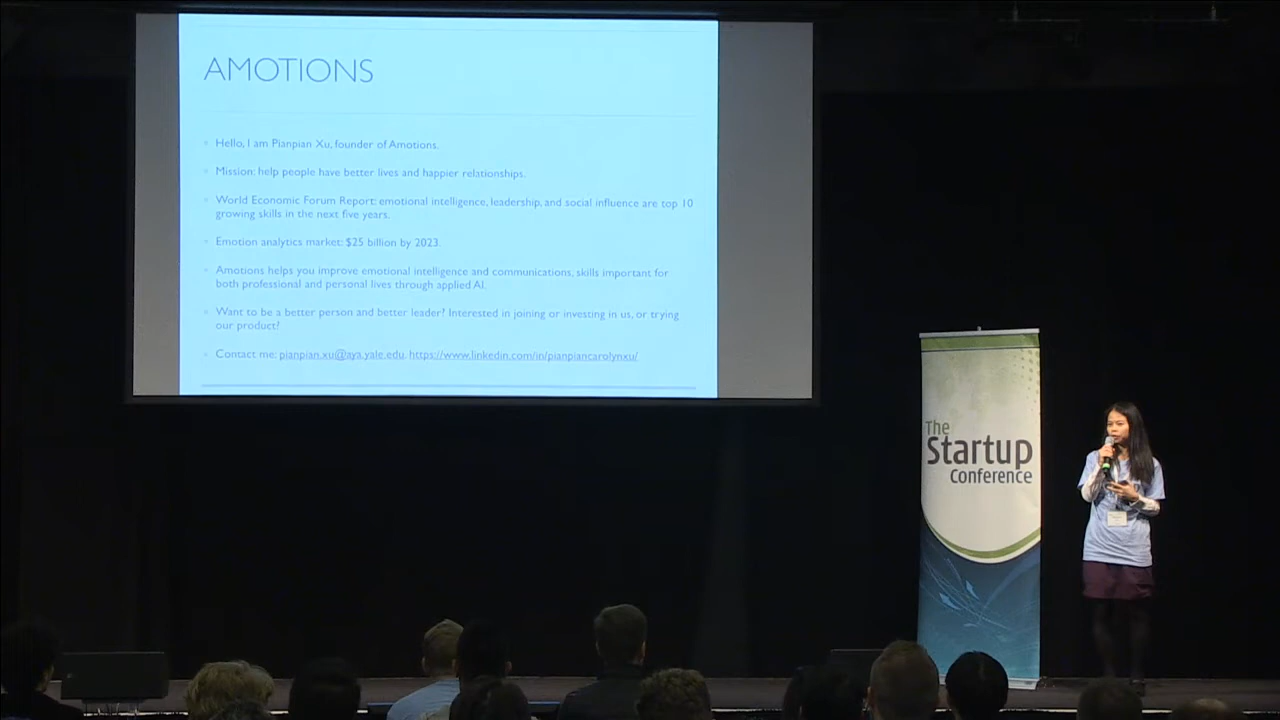 AMOTIONS
Hello, I am Pianpian Xu, founder of Amotions.
Mission: help people have better lives and happier relationships.
World Economic Forum Report: emotional intelligence, leadership, and social influence are top 10
growing skills in the next five years.
Emotion analytics market: $25 billion by 2023.
Amotions helps you improve emotional intelligence and communications, skills important for
both professional and personal lives through applied AI.
Want to be a better person and better leader? Interested in joining or investing in us, or trying
our product?
Contact me: pianpian.xu@aya.yale.edu, https://www.linkedin.com/in/pianpiancarolynxu/
The
Startup
Conference